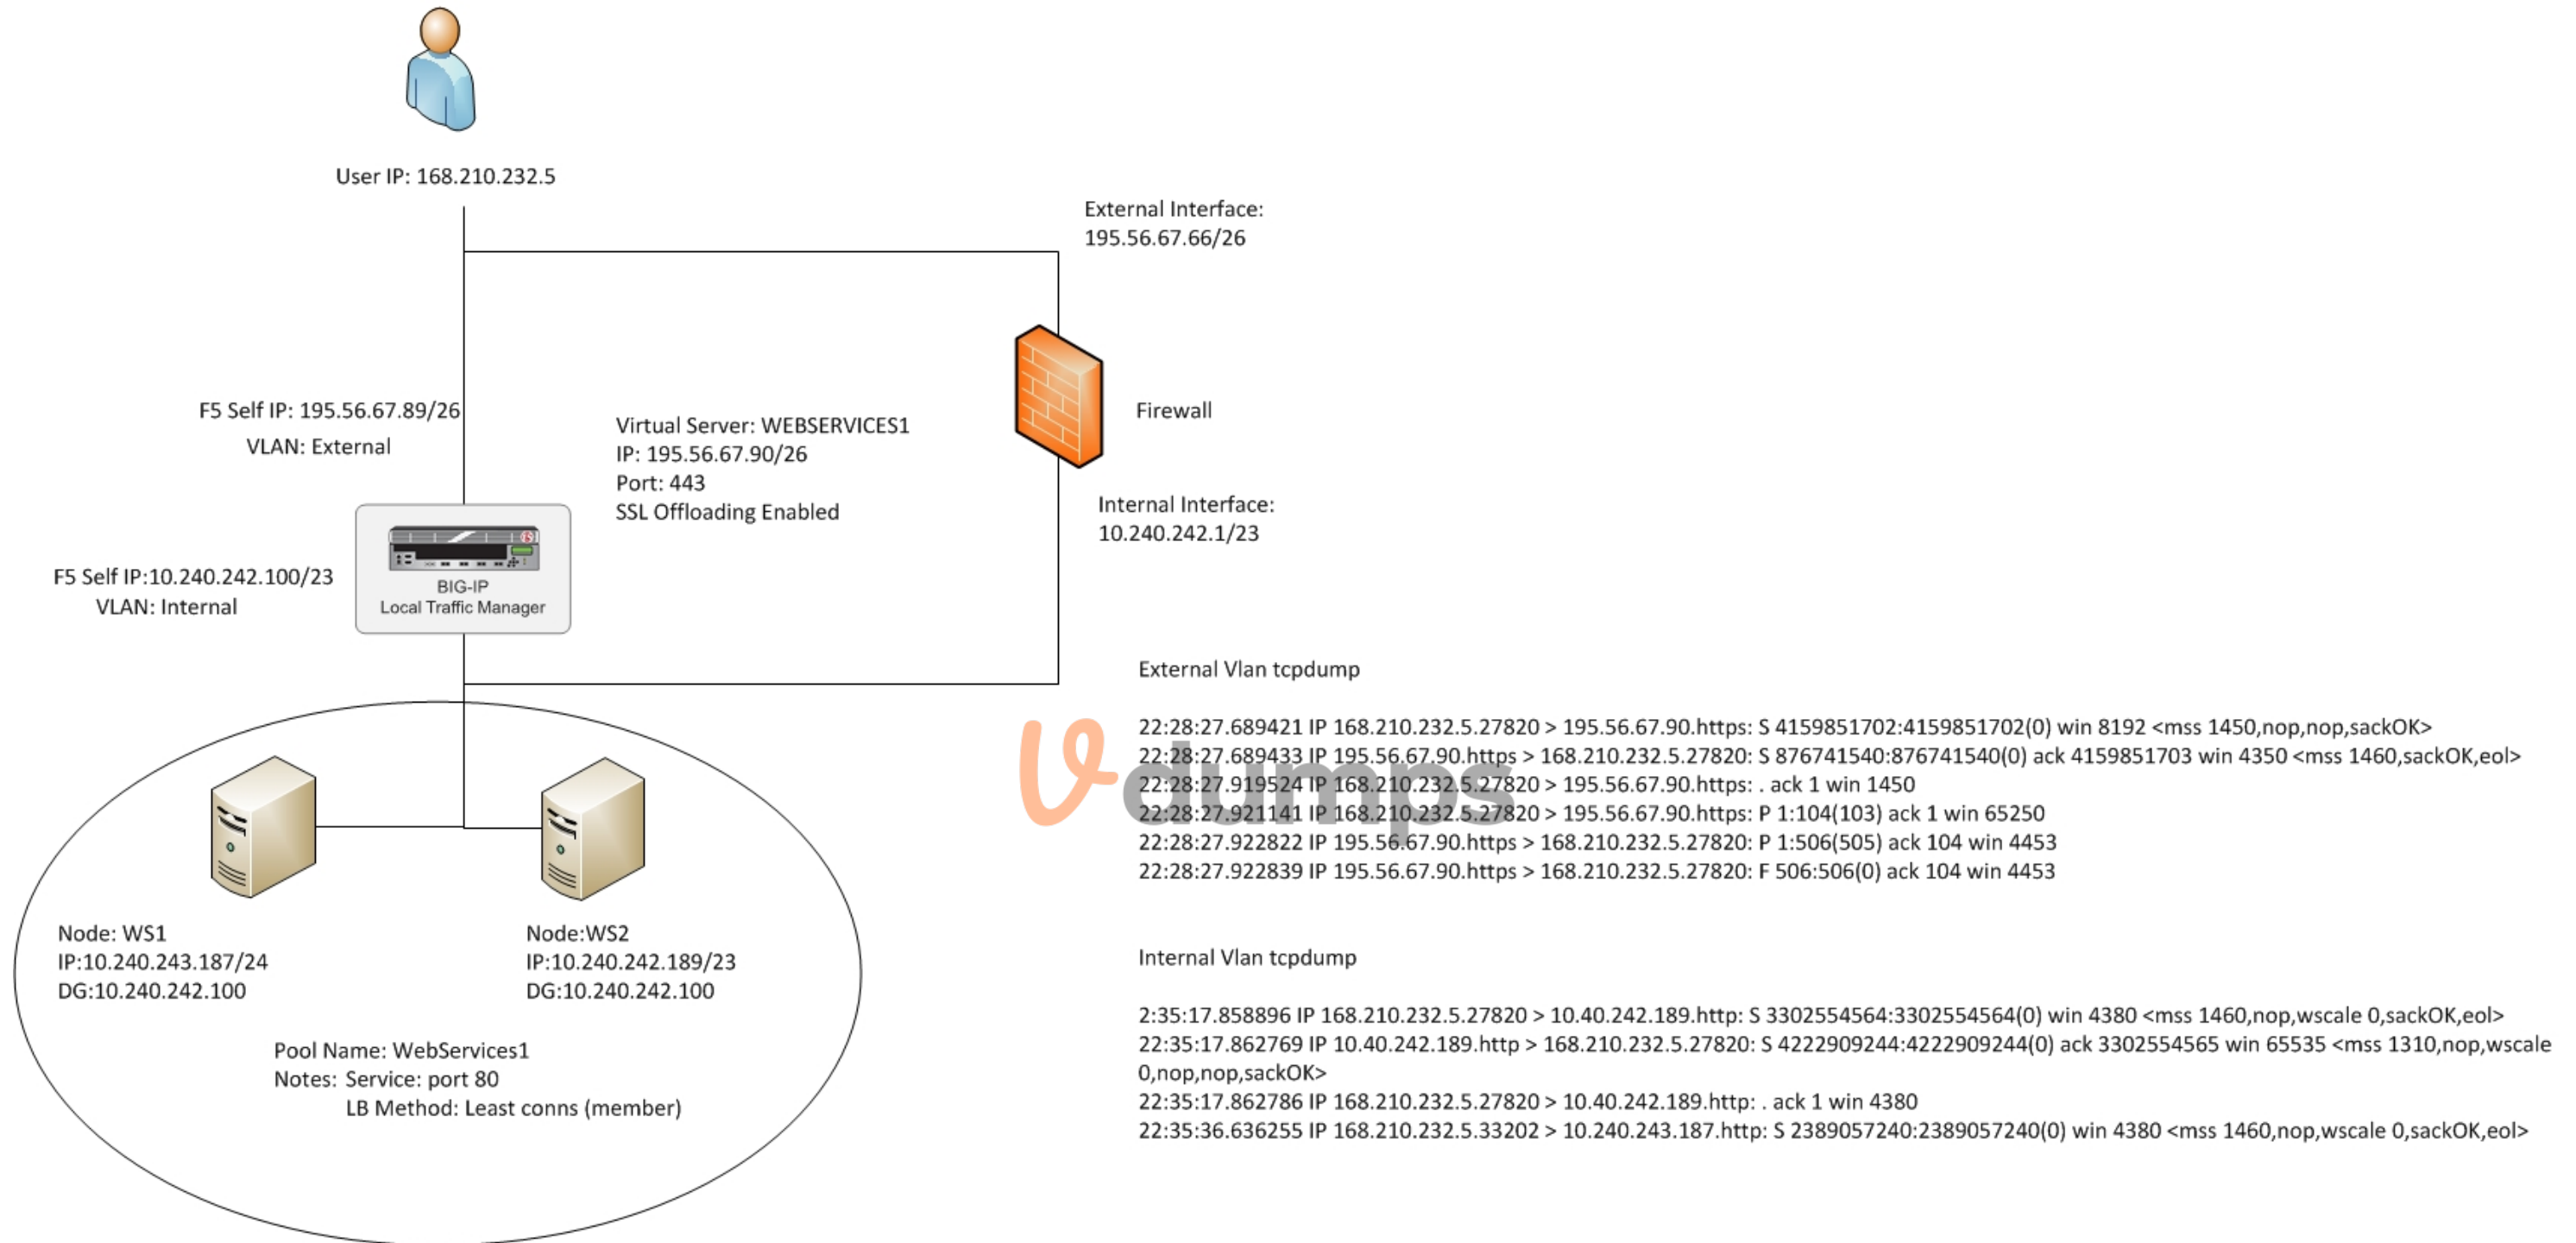 User IP: 168.210.232.5
External Interface:
195.56.67.66/26
F5 Self IP: 195.56.67.89/26
VLAN: External
Virtual Server: WEBSERVICES1
IP: 195.56.67.90/26
Port: 443
SSL Offloading Enabled
Firewall
Internal Interface:
10.240.242.1/23
F5 Self IP:10.240.242.100/23
VLAN: Internal
BIG-IP
Local Traffic Manager
External Vlan tcpdump
22:28:27.689421 IP 168.210.232.5.27820 > 195.56.67.90.https: S 4159851702:4159851702(0) win 8192 <mss 1450,nop,nop,sackOK>
22:28:27.689433 IP 195.56.67.90.https > 168.210.232.5.27820: S 876741540:876741540(0) ack 4159851703 win 4350 <mss 1460,sackOK,eol>
22:28:27.919524 IP 168.210.232.5.27820 > 195.56.67.90.https: . ack 1 win 1450
22:28:27.921141 IP 168.210.232.5.27820 > 195.56.67.90.https: P 1:104(103) ack 1 win 65250
22:28:27.922822 IP 195.56.67.90.https > 168.210.232.5.27820: P 1:506(505) ack 104 win 4453
22:28:27.922839 IP 195.56.67.90.https > 168.210.232.5.27820: F 506:506(0) ack 104 win 4453
Vdumps
Node: WS1
IP:10.240.243.187/24
DG:10.240.242.100
Node:WS2
IP:10.240.242.189/23
DG:10.240.242.100
Pool Name: WebServices1
Notes: Service: port 80
LB Method: Least conns (member)
Internal Vlan tcpdump
2:35:17.858896 IP 168.210.232.5.27820 > 10.40.242.189.http: S 3302554564:3302554564(0) win 4380 <mss 1460,nop,wscale 0,sackOK,eol>
22:35:17.862769 IP 10.40.242.189.http > 168.210.232.5.27820: S 4222909244:4222909244(0) ack 3302554565 win 65535 <mss 1310,nop,wscale
0,nop,nop,sackOK>
22:35:17.862786 IP 168.210.232.5.27820 > 10.40.242.189.http: . ack 1 win 4380
22:35:36.636255 IP 168.210.232.5.33202 > 10.240.243.187.http: S 2389057240:2389057240(0) win 4380 <mss 1460,nop,wscale 0,sackOK,eol>